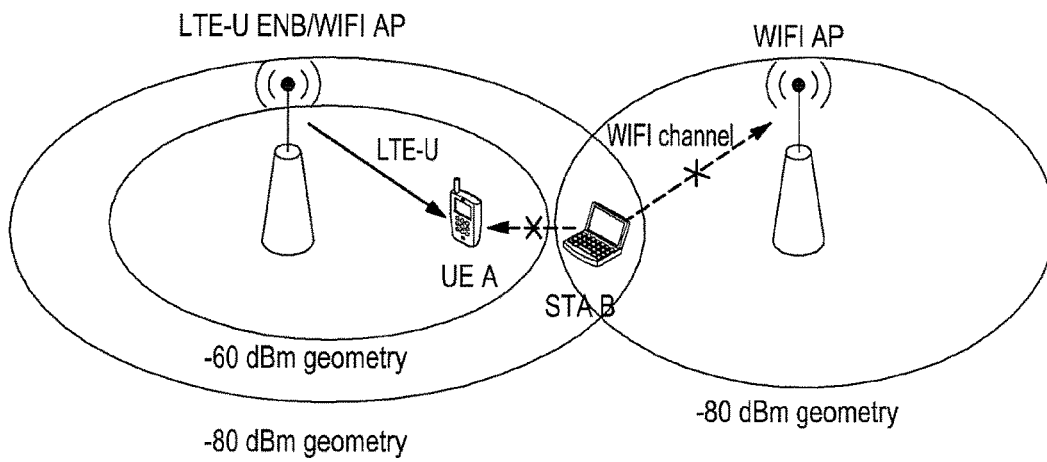 LTE-U ENB/WIFI AP
WIFI AP
LTE-U
WIFI channel
UE A
STA B
-60 dBm geometry
-80 dBm geometry
-80 dBm geometry